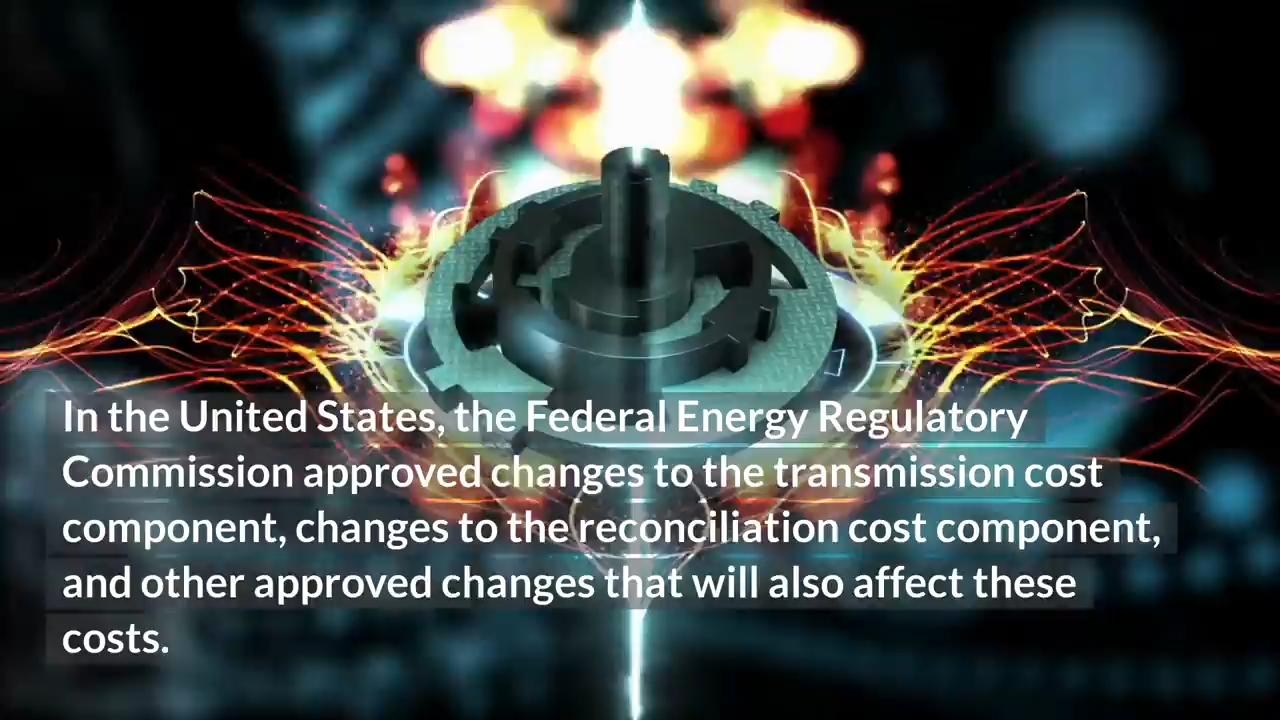 In the United States, the Federal Energy Regulatory
Commission approved changes to the transmission cost
component, changes to the reconciliation cost component,
and other approved changes that will also affect these
costs.